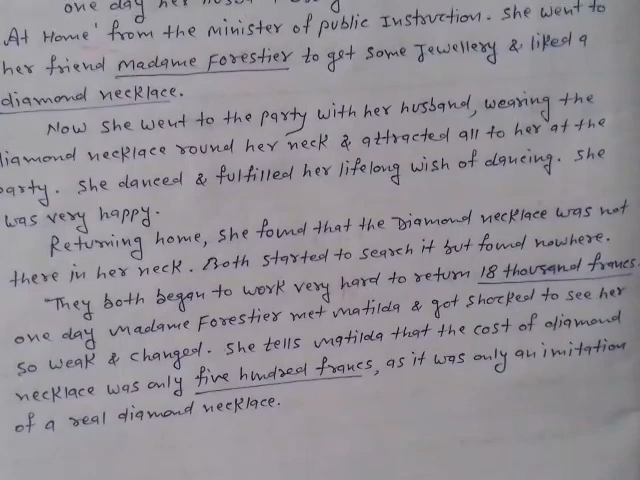 one day her husb
At Home' from the minister of public Instruction. She went to
her friend Madame Forestier to get some Jewellery & liked a
diamond necklace.
Now she went to the party with her husband, wearing the
diamond necklace round her neck & attracted all to her at the
party. She danced & fulfilled her lifelong wish of dancing. She
was very happy.
Returning home, she found that the Diamond necklace was not
there in her neck. Both started to search it but found nowhere.
They both began to work very hard to return 18 thousand francs.
one day Madame Forestier met Matilda & got shocked to see her
so weak & changed. She tells Matilda that the cost of diamond
necklace was only five hundred francs, as it was only an imitation
of a real diamond necklace.